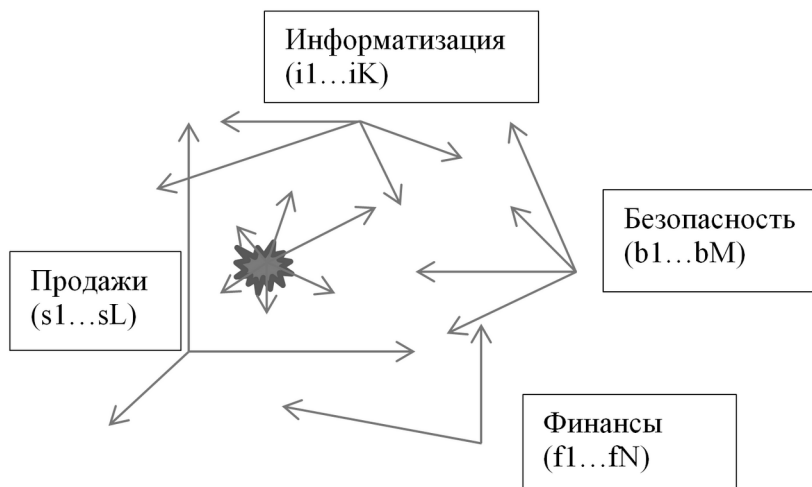 Информатизация
(i1…iK)
Безопасность
(b1…bM)
Продажи
(s1…sL)
Финансы
(f1…fN)